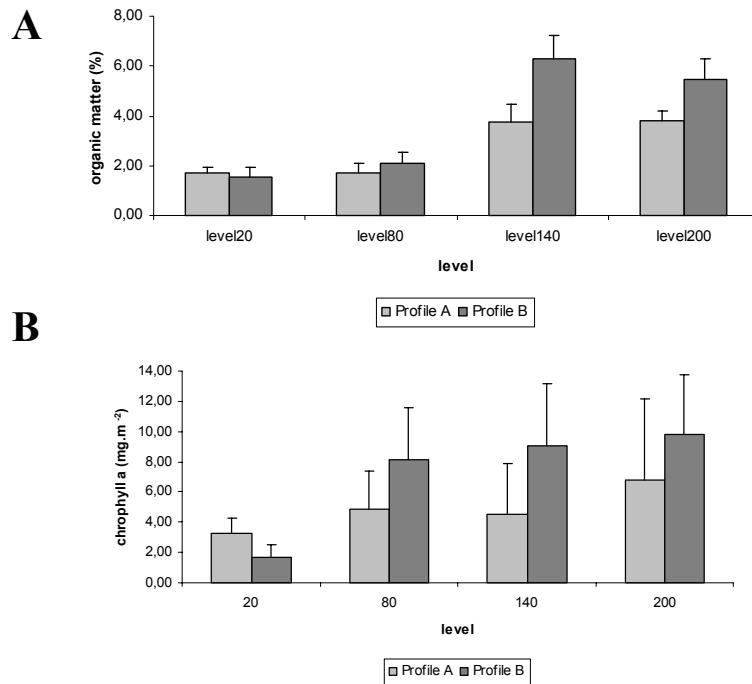 A
organic matter (%)
8,00
6,00
4,00
2,00
0,00
level20 level80 level140 level200
level
Profile A Profile B
B
chrophyll a (mg.m-2)
14,00
12,00
10,00
8,00
6,00
4,00
2,00
0,00
20 80 140 200
level
Profile A Profile B